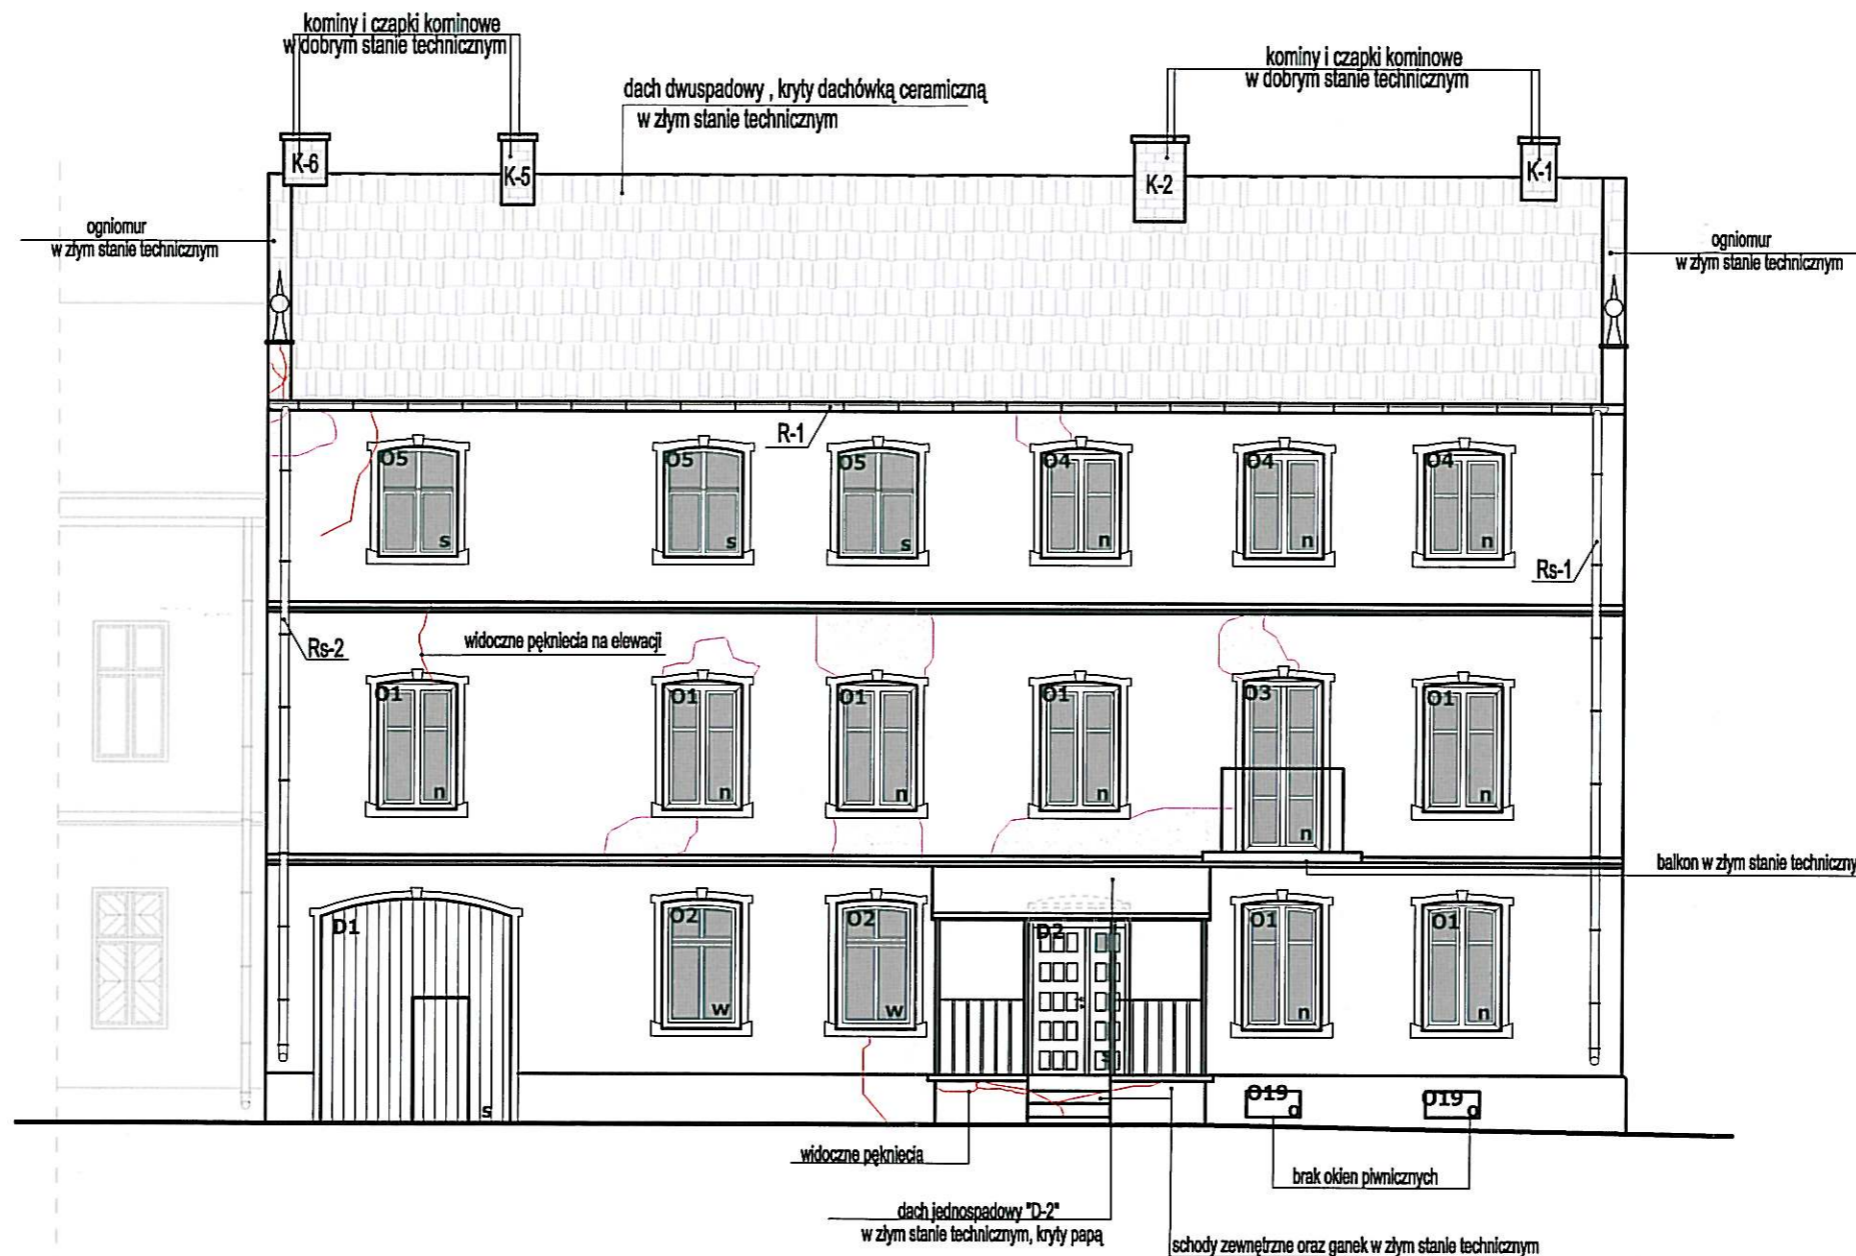 kominy i czapki kominowe
w dobrym stanie technicznym
kominy i czapki kominowe
w dobrym stanie technicznym
dach dwuspadowy , kryty dachówką ceramiczną
w złym stanie technicznym
K-6
K-5
K-2
K-1
ogniomur
w złym stanie technicznym
ogniomur
w złym stanie technicznym
R-1
O5
O5
O5
O4
O4
O4
s
s
s
n
n
n
Rs-1
Rs-2
widoczne pękniecia na elewacji
O1
O1
O1
O1
O3
O1
n
n
n
n
n
n
balkon w złym stanie techniczny
D1
O2
O2
D2
O1
O1
w
w
n
n
s
s
O19
o
O19
o
widoczne pękniecia
brak okien piwnicznych
dach jednospadowy "D-2"
w złym stanie technicznym, kryty papą
schody zewnętrzne oraz ganek w złym stanie technicznym